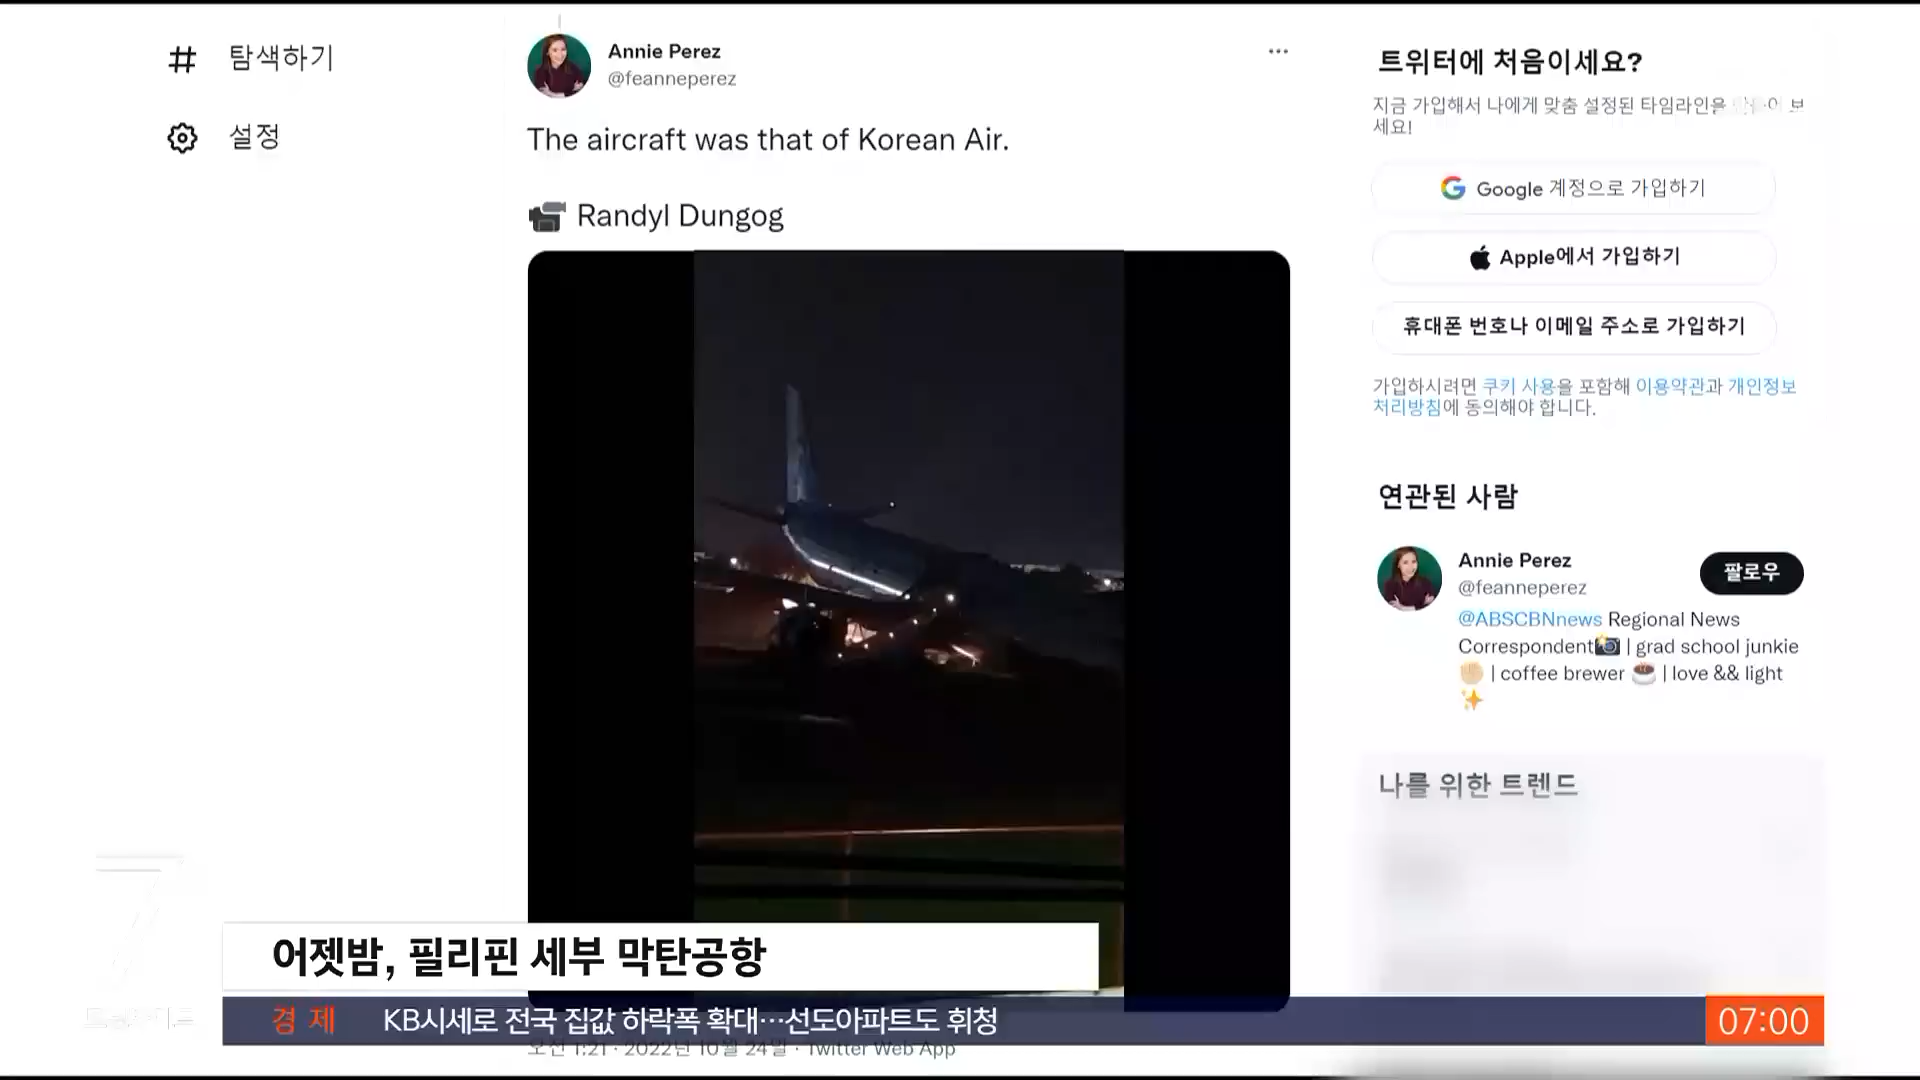 탐색하기
설정
Annie Perez
@feanneperez
The aircraft was that of Korean Air.
Randyl Dungog
트위터에 처음이세요?
지금 가입해서 나에게 맞춤 설정된 타임라인을 보
세요!
Google 계정으로 가입하기
Apple에서 가입하기
휴대폰 번호나 이메일 주소로 가입하기
가입하시려면 쿠키 사용을 포함해 이용약관과 개인정보
처리방침에 동의해야 합니다.
연관된 사람
Annie Perez
@feanneperez
팔로우
@ABSCBNnews Regional News
Correspondent | grad school junkie
| coffee brewer | love && light
나를 위한 트렌드
7
어젯밤, 필리핀 세부 막탄공항
경제 KB시세로 전국 집값 하락폭 확대…선도아파트도 휘청
07:00
오전 1:21 · 2022년 10월 24일 · Twitter Web App